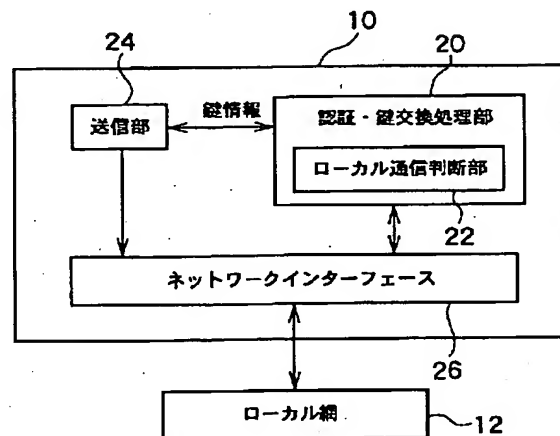 10
24
20
送信部
鍵情報
認証・鍵交換処理部
ローカル通信判断部
22
ネットワークインターフェース
26
ローカル網
12